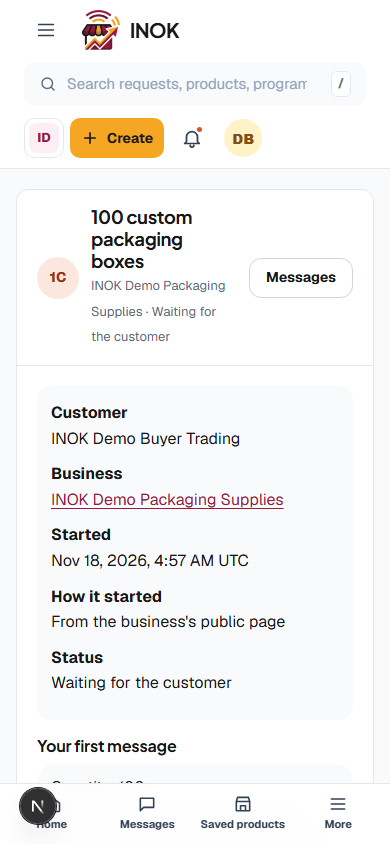 INOK
Search requests, products, program
/
ID
+ Create
DB
100 custom
packaging
boxes
1C
INOK Demo Packaging
Supplies · Waiting for
the customer
Messages
Customer
INOK Demo Buyer Trading
Business
INOK Demo Packaging Supplies
Started
Nov 18, 2026, 4:57 AM UTC
How it started
From the business's public page
Status
Waiting for the customer
Your first message
N
Home
Messages
Saved products
More